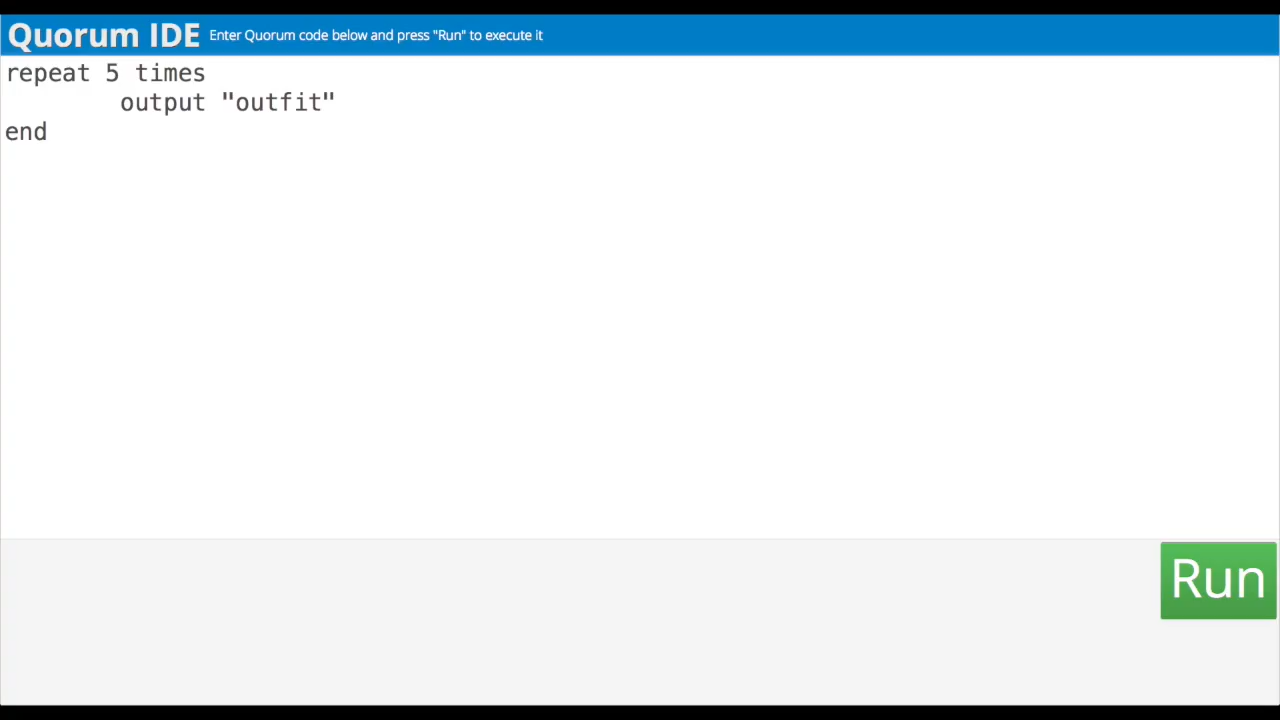 Quorum IDE Enter Quorum code below and press "Run" to execute it
repeat 5 times
output "outfit"
end
Run